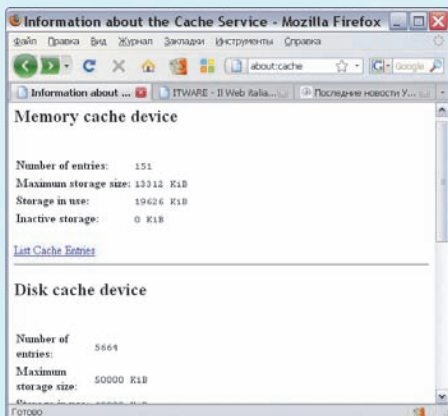 Information about the Cache Service - Mozilla Firefox
Файл Правка Вид Журнал Закладки Инструменты Справка
about:cache Google
Information about ... ITWARE - Il Web italia... Последние новости У...
Memory cache device
Number of entries: 151
Maximum storage size: 13312 KiB
Storage in use: 19626 KiB
Inactive storage: 0 KiB
List Cache Entries
Disk cache device
Number of
entries: 5664
Maximum
storage size: 50000 KiB
Готово